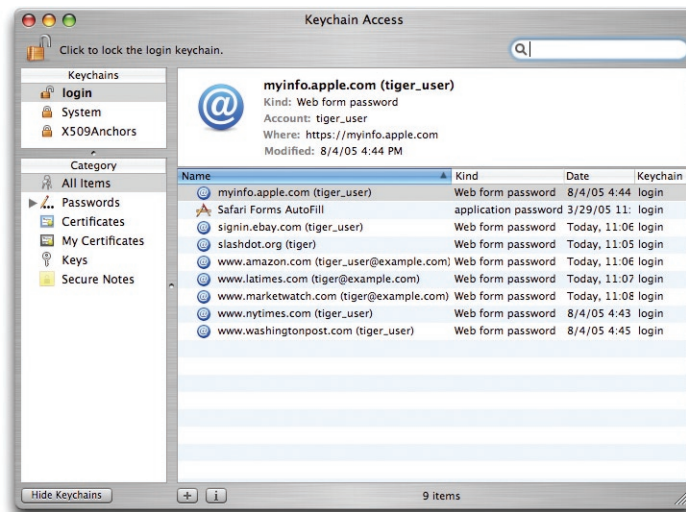 Keychain Access
Click to lock the login keychain.
Keychains
login
System
X509Anchors
Category
All Items
Passwords
Certificates
My Certificates
Keys
Secure Notes
myinfo.apple.com (tiger_user)
Kind: Web form password
Account: tiger_user
Where: https://myinfo.apple.com
Modified: 8/4/05 4:44 PM
Name Kind Date Keychain
myinfo.apple.com (tiger_user) Web form password 8/4/05 4:44 login
Safari Forms AutoFill application password 3/29/05 11: login
signin.ebay.com (tiger_user) Web form password Today, 11:06 login
slashdot.org (tiger) Web form password Today, 11:05 login
www.amazon.com (tiger_user@example.com) Web form password Today, 11:06 login
www.latimes.com (tiger@example.com) Web form password Today, 11:07 login
www.marketwatch.com (tiger@example.com) Web form password Today, 11:08 login
www.nytimes.com (tiger_user) Web form password 8/4/05 4:43 login
www.washingtonpost.com (tiger_user) Web form password 8/4/05 4:45 login
Hide Keychains
9 items